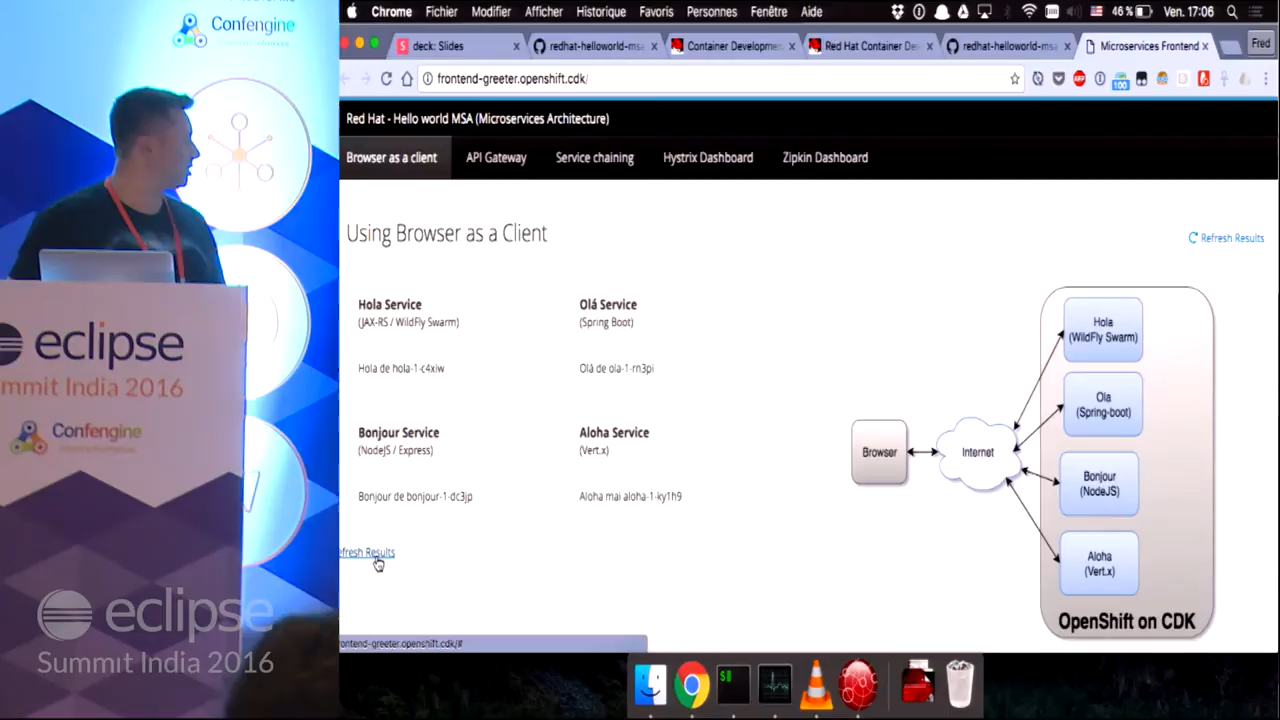 Confengine
Chrome Fichier Modifier Afficher Historique Favoris Personnes Fenêtre Aide
46 % Ven. 17:06
deck: Slides
redhat-helloworld-msa
Container Developmen
Red Hat Container De
redhat-helloworld-msa
Microservices Frontend
Fred
frontend-greeter.openshift.cdk/
ABP
100
Red Hat - Hello world MSA (Microservices Architecture)
Browser as a client
API Gateway
Service chaining
Hystrix Dashboard
Zipkin Dashboard
Using Browser as a Client
Refresh Results
Hola Service
(JAX-RS / WildFly Swarm)
Hola de hola-1-c4xiw
Olá Service
(Spring Boot)
Olá de ola-1-rn3pi
Bonjour Service
(NodeJS / Express)
Bonjour de bonjour-1-dc3jp
Aloha Service
(Vert.x)
Aloha mai aloha-1-ky1h9
efresh Results
Browser
Internet
Hola
(WildFly Swarm)
Ola
(Spring-boot)
Bonjour
(NodeJS)
Aloha
(Vert.x)
OpenShift on CDK
ontend-greeter.openshift.cdk/#
eclipse
mmit India 2016
Confengine
eclipse
Summit India 2016